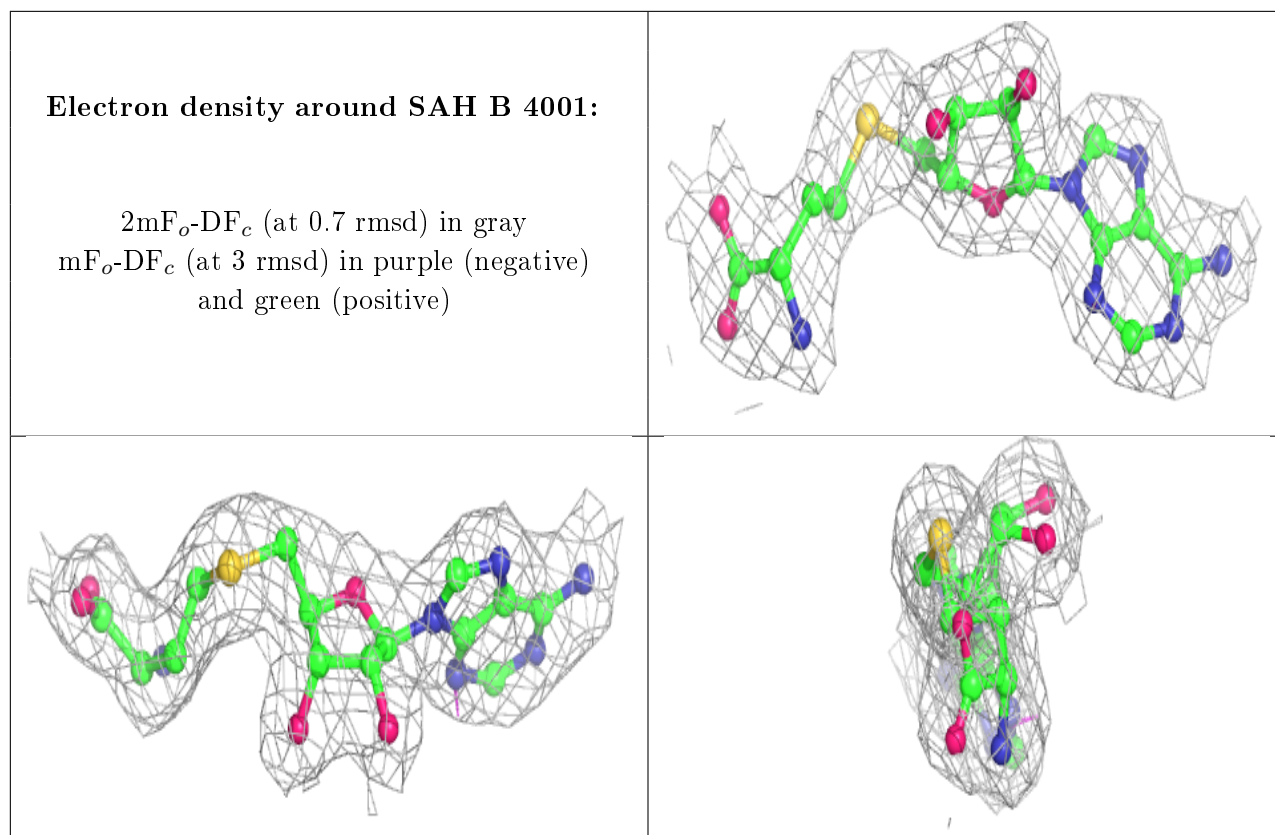 Electron density around SAH B 4001:
2mFo-DFc (at 0.7 rmsd) in gray
mFo-DFc (at 3 rmsd) in purple (negative)
and green (positive)